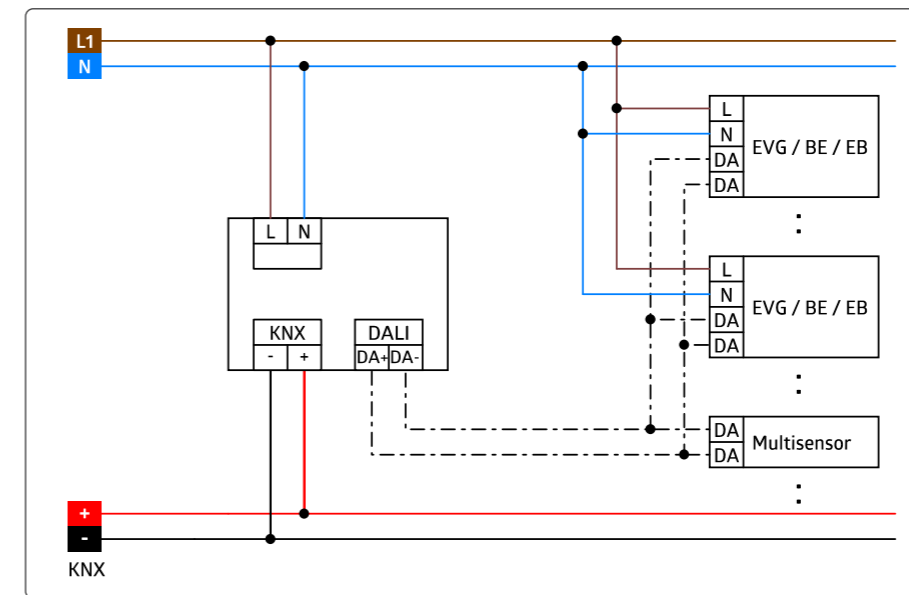 L1
N
L
N
EVG / BE / EB
DA
DA
L N
L
N
EVG / BE / EB
DA
DA
KNX
- +
DALI
DA+ DA-
DA
DA
Multisensor
+
-
KNX